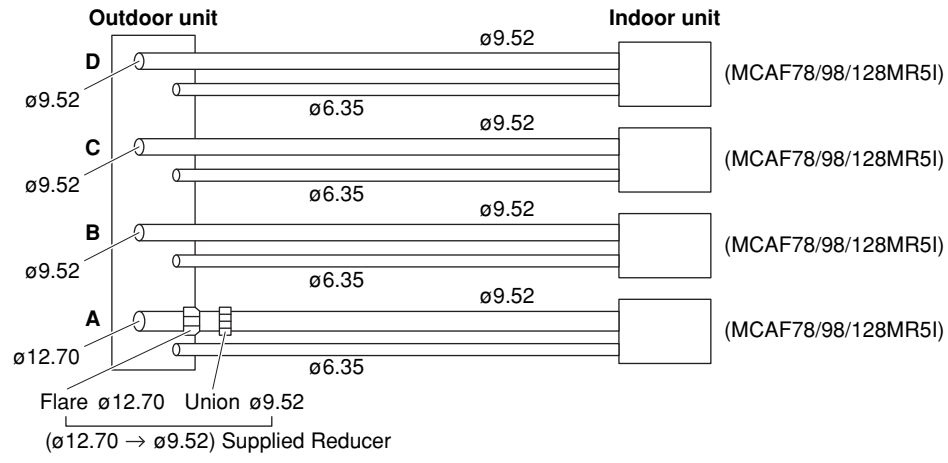 Outdoor unit
Indoor unit
D
ø9.52
ø9.52
ø6.35
(MCAF78/98/128MR5I)
C
ø9.52
ø9.52
ø6.35
(MCAF78/98/128MR5I)
B
ø9.52
ø9.52
ø6.35
(MCAF78/98/128MR5I)
A
ø12.70
ø9.52
ø6.35
(MCAF78/98/128MR5I)
Flare ø12.70 Union ø9.52
(ø12.70 → ø9.52) Supplied Reducer